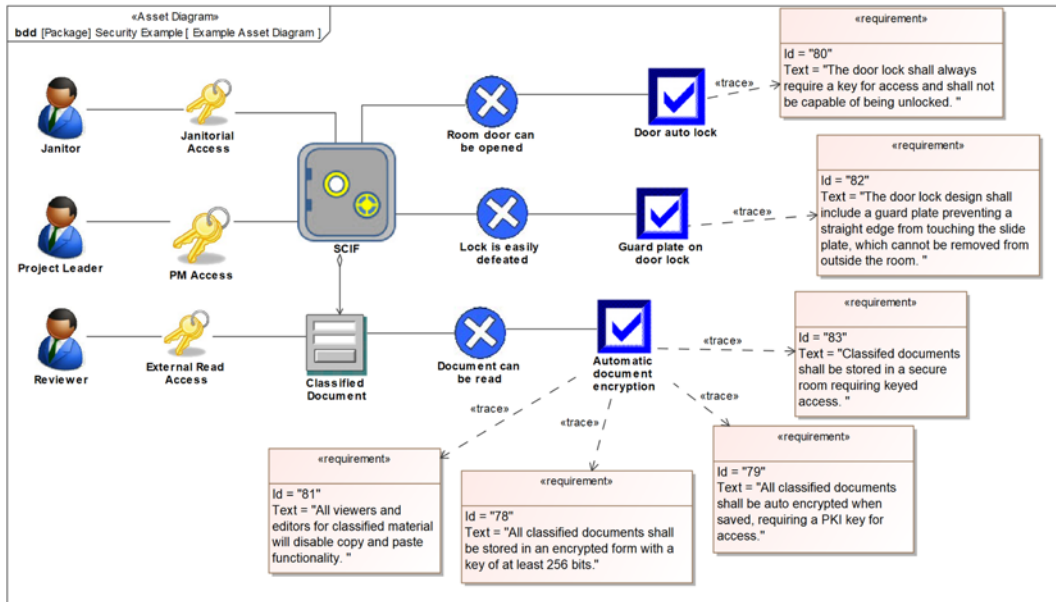 «Asset Diagram»
bdd [Package] Security Example [ Example Asset Diagram ]
Janitor
Janitorial
Access
Room door can
be opened
Door auto lock
«trace»
«requirement»
Id = "80"
Text = "The door lock shall always
require a key for access and shall not
be capable of being unlocked. "
Project Leader
PM Access
SCIF
Lock is easily
defeated
Guard plate on
door lock
«trace»
«requirement»
Id = "82"
Text = "The door lock design shall
include a guard plate preventing a
straight edge from touching the slide
plate, which cannot be removed from
outside the room. "
Reviewer
External Read
Access
Classified
Document
Document can
be read
Automatic
document
encryption
«trace»
«requirement»
Id = "83"
Text = "Classifed documents
shall be stored in a secure
room requiring keyed
access. "
«trace»
«trace»
«trace»
«requirement»
Id = "81"
Text = "All viewers and
editors for classified material
will disable copy and paste
functionality. "
«requirement»
Id = "78"
Text = "All classified documents shall
be stored in an encrypted form with a
key of at least 256 bits."
«requirement»
Id = "79"
Text = "All classified documents
shall be auto encrypted when
saved, requiring a PKI key for
access."